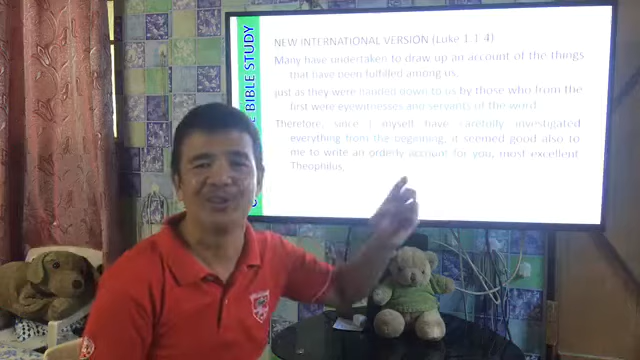 NEW INTERNATIONAL VERSION (Luke 1.1-4)
Many have undertaken to draw up an account of the things
that have been fulfilled among us,
just as they were handed down to us by those who from the
first were eyewitnesses and servants of the word.
Therefore, since I myself have carefully investigated
everything from the beginning, it seemed good also to
me to write an orderly account for you, most excellent
Theophilus,
BIBLE STUDY